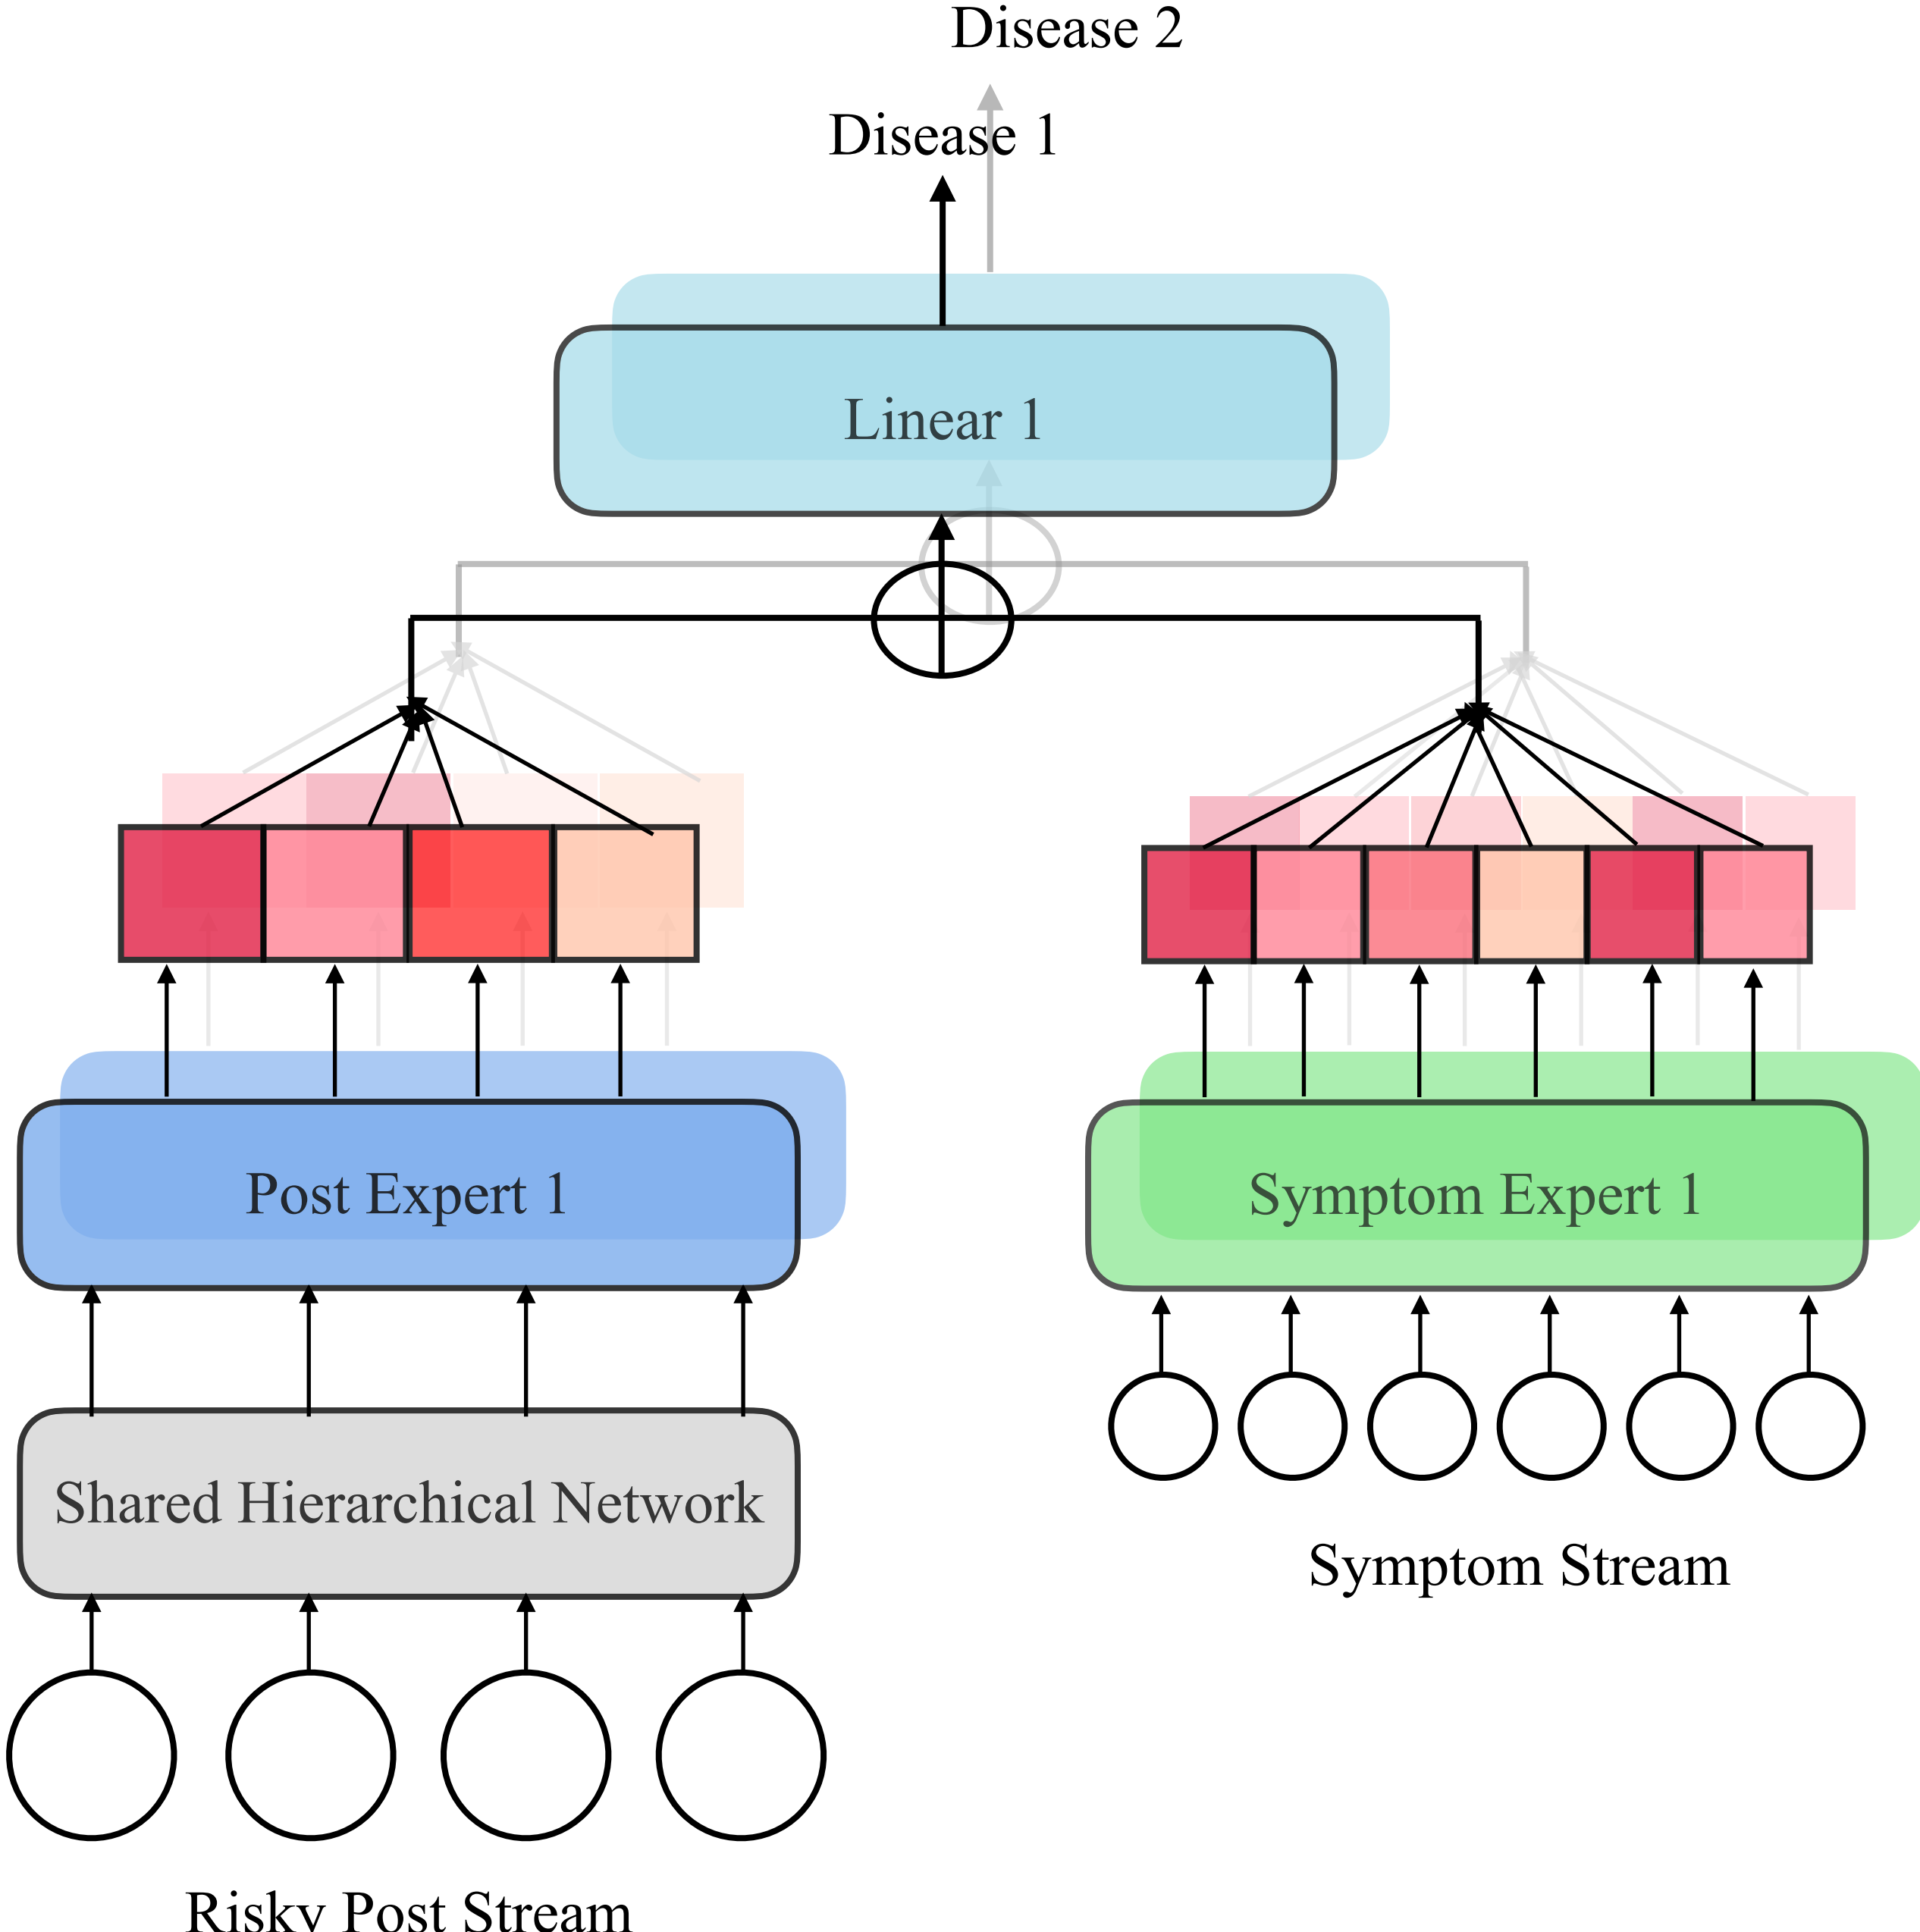 Disease 2
Disease 1
Linear 1
Post Expert 1
Symptom Expert 1
Shared Hierarchical Network
Symptom Stream
Risky Post Stream